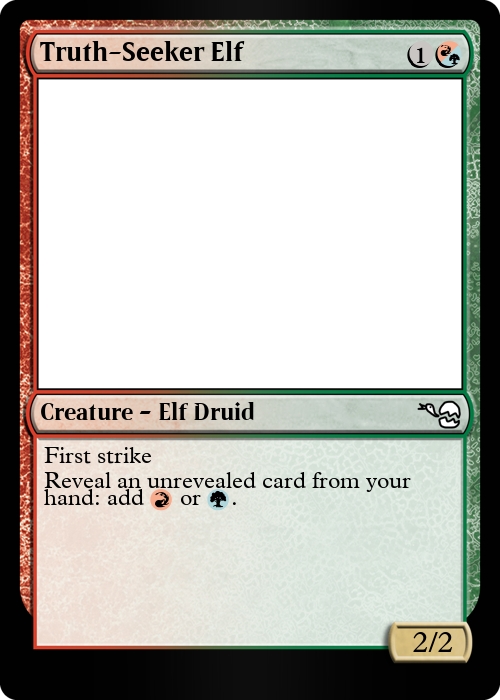 Truth-Seeker Elf 1
Creature - Elf Druid
First strike
Reveal an unrevealed card from your
hand: add or .
2/2